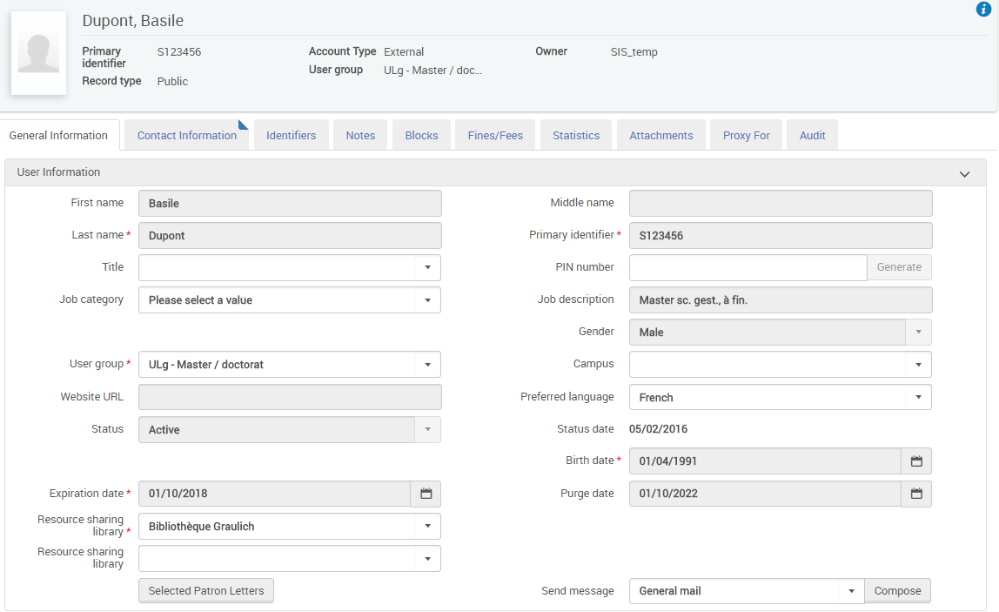 Dupont, Basile
Primary identifier S123456 Account Type External Owner SIS_temp
Record type Public User group ULg - Master / doc...
General Information Contact Information Identifiers Notes Blocks Fines/Fees Statistics Attachments Proxy For Audit
User Information
First name Basile Middle name
Last name * Dupont Primary identifier * S123456
Title PIN number Generate
Job category Please select a value Job description Master sc. gest., à fin.
Gender Male
User group * ULg - Master / doctorat Campus
Website URL Preferred language French
Status Active Status date 05/02/2016
Birth date * 01/04/1991
Expiration date * 01/10/2018 Purge date 01/10/2022
Resource sharing library * Bibliothèque Graulich
Resource sharing library
Selected Patron Letters Send message General mail Compose